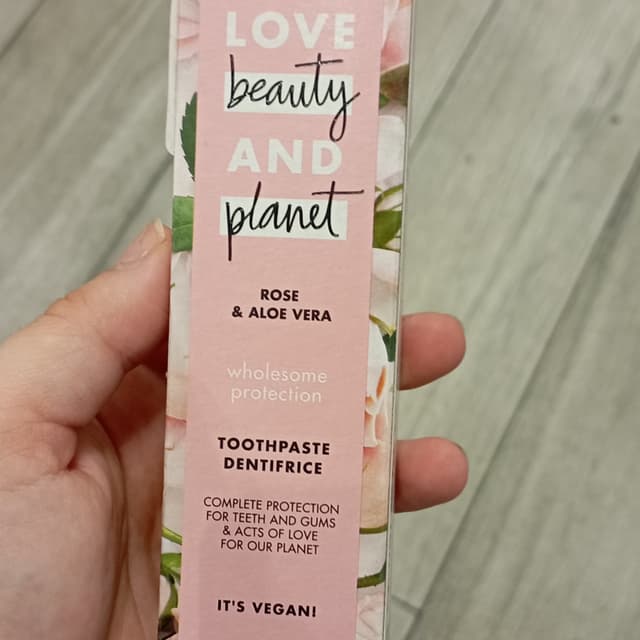 LOVE
beauty
AND
planet
ROSE
& ALOE VERA
wholesome
protection
TOOTHPASTE
DENTIFRICE
COMPLETE PROTECTION
FOR TEETH AND GUMS
& ACTS OF LOVE
FOR OUR PLANET
IT'S VEGAN!